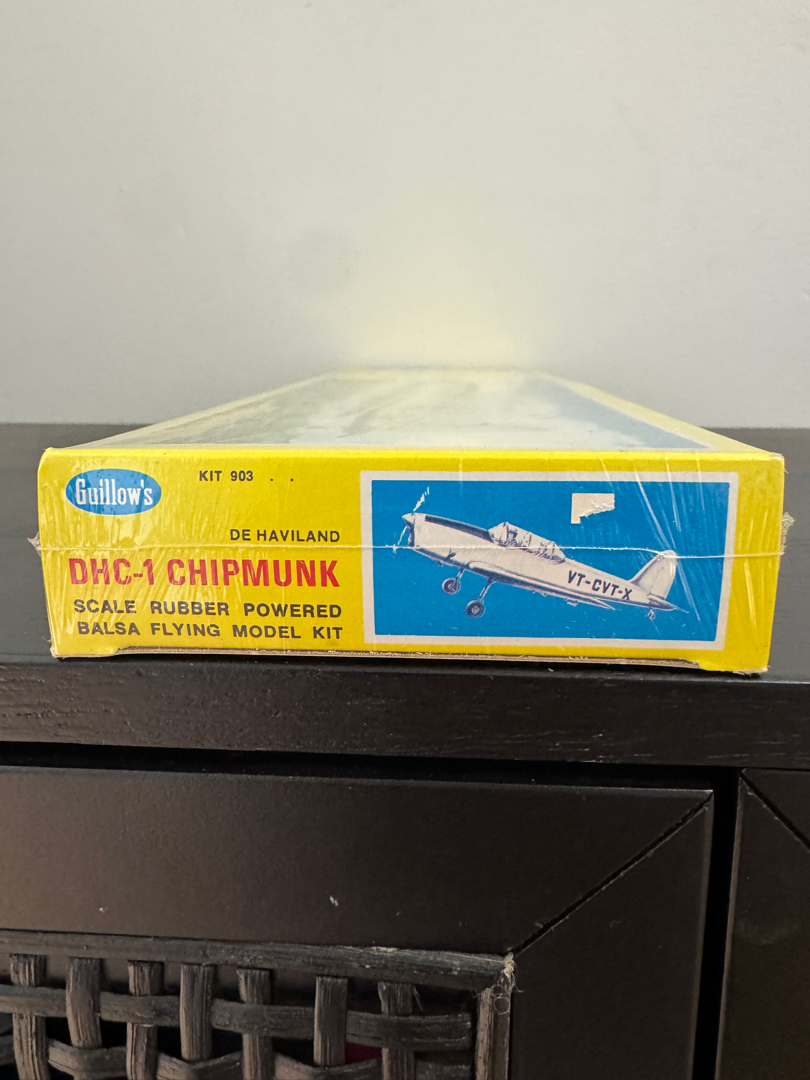 Guillow's
KIT 903 . .
DE HAVILAND
DHC-1 CHIPMUNK
SCALE RUBBER POWERED
BALSA FLYING MODEL KIT
VT-CVT-X